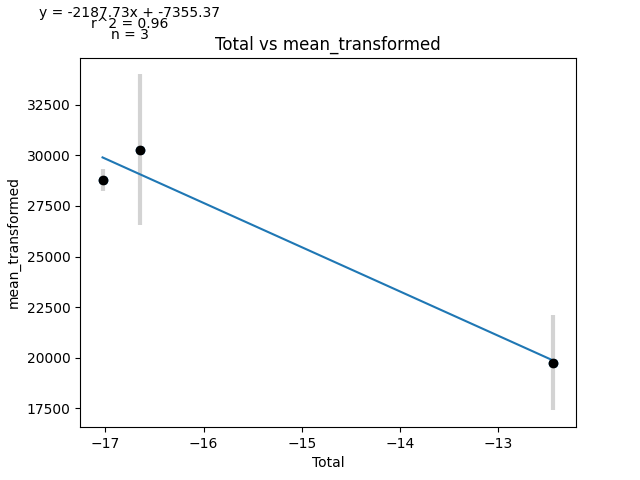 y = -2187.73x + -7355.37
r^2 = 0.96
n = 3
Total vs mean_transformed
mean_transformed
32500
30000
27500
25000
22500
20000
17500
−17 −16 −15 −14 −13
Total